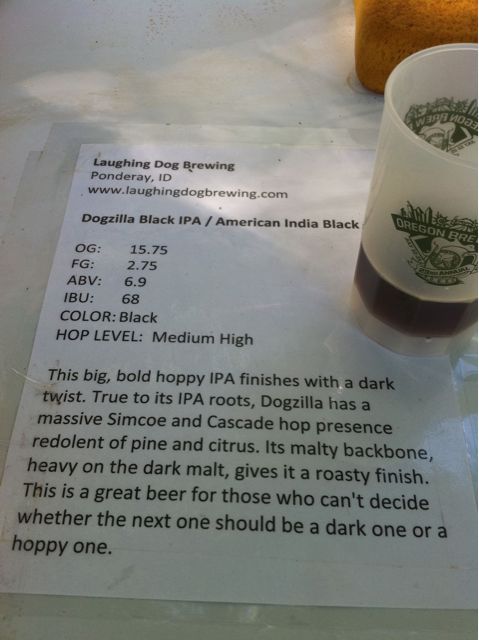 Laughing Dog Brewing
Ponderay, ID
www.laughingdogbrewing.com
Dogzilla Black IPA / American India Black
OG: 15.75
FG: 2.75
ABV: 6.9
IBU: 68
COLOR: Black
HOP LEVEL: Medium High
This big, bold hoppy IPA finishes with a dark
twist. True to its IPA roots, Dogzilla has a
massive Simcoe and Cascade hop presence
redolent of pine and citrus. Its malty backbone,
heavy on the dark malt, gives it a roasty finish.
This is a great beer for those who can't decide
whether the next one should be a dark one or a
hoppy one.
OREGON BREW
ANNUAL